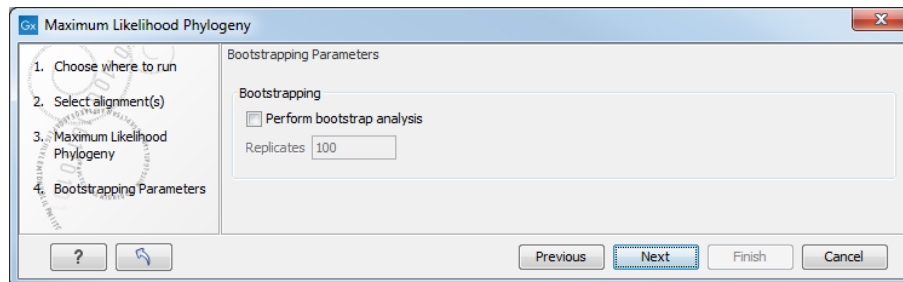 Gx Maximum Likelihood Phylogeny
1. Choose where to run
2. Select alignment(s)
3. Maximum Likelihood
Phylogeny
4. Bootstrapping Parameters
Bootstrapping Parameters
Bootstrapping
Perform bootstrap analysis
Replicates 100
? Previous Next Finish Cancel